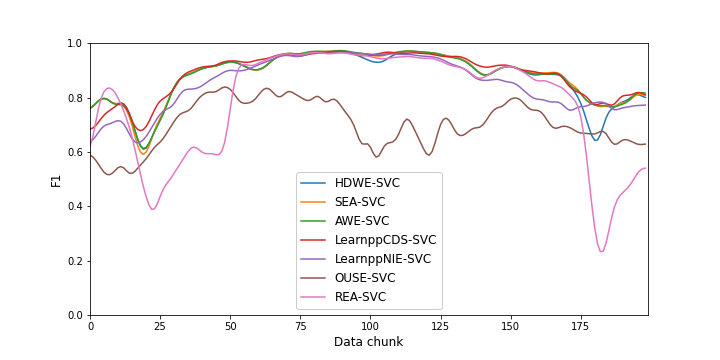 1.0
0.8
0.6
0.4
0.2
0.0
F1
0 25 50 75 100 125 150 175
Data chunk
HDWE-SVC
SEA-SVC
AWE-SVC
LearnppCDS-SVC
LearnppNIE-SVC
OUSE-SVC
REA-SVC